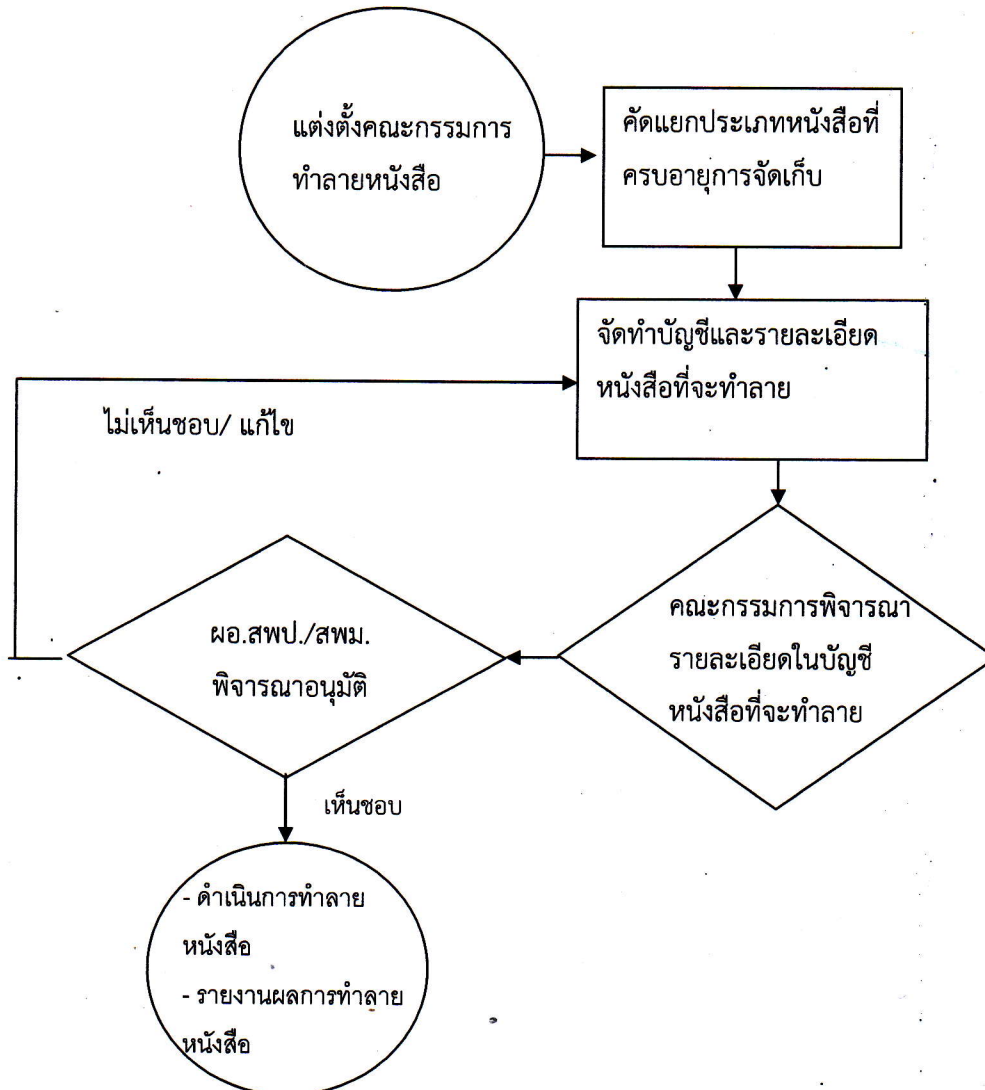 แต่งตั้งคณะกรรมการ
ทำลายหนังสือ
คัดแยกประเภทหนังสือที่
ครบอายุการจัดเก็บ
จัดทำบัญชีและรายละเอียด
หนังสือที่จะทำลาย
ไม่เห็นชอบ/ แก้ไข
คณะกรรมการพิจารณา
รายละเอียดในบัญชี
หนังสือที่จะทำลาย
ผอ.สพป./สพม.
พิจารณาอนุมัติ
เห็นชอบ
- ดำเนินการทำลาย
หนังสือ
- รายงานผลการทำลาย
หนังสือ